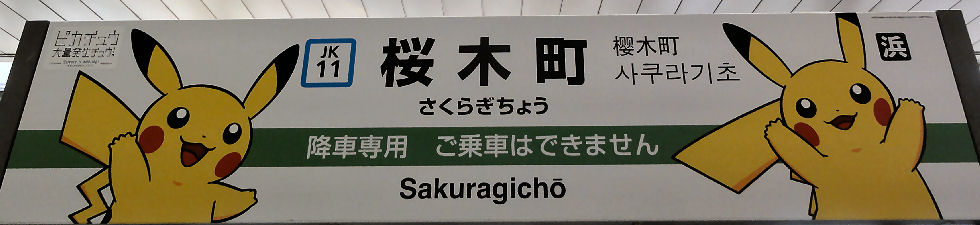 ピカチュウ
大量発生チュウ!
JK
11
桜木町
さくらぎちょう
樱木町
사쿠라기초
浜
降車専用 ご乗車はできません
Sakuragichō